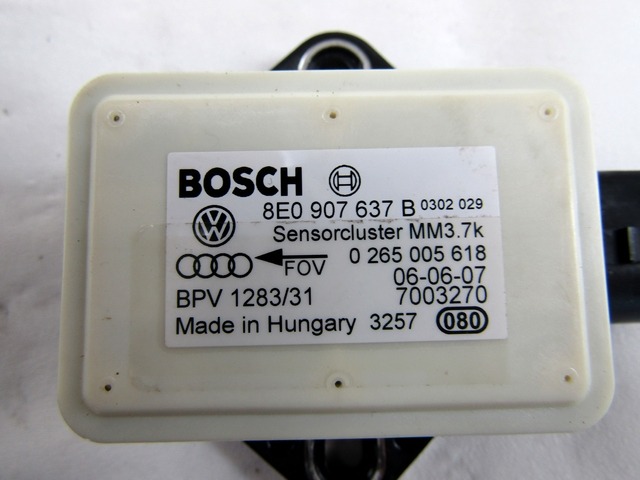 BOSCH
8E0 907 637 B 0302 029
Sensorcluster MM3.7k
FOV 0 265 005 618
06-06-07
BPV 1283/31 7003270
Made in Hungary 3257 080